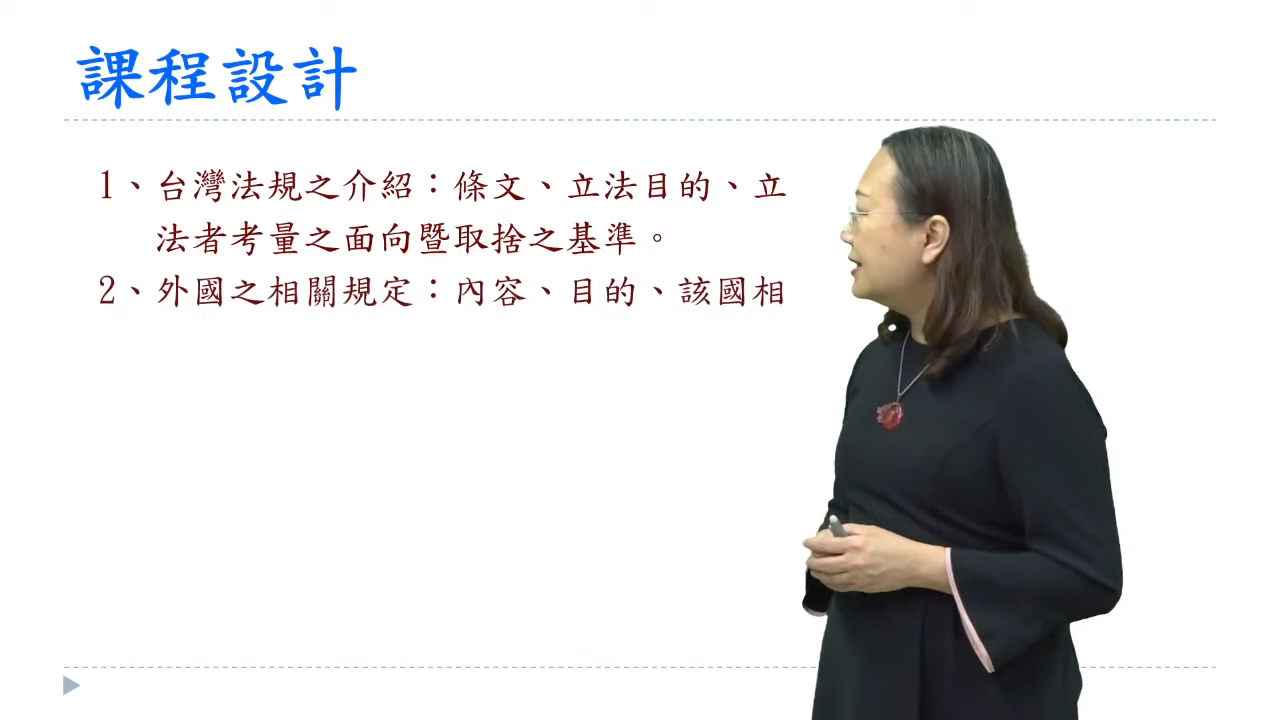 課程設計
1、台灣法規之介紹：條文、立法目的、立
法者考量之面向暨取捨之基準。
2、外國之相關規定：內容、目的、該國相